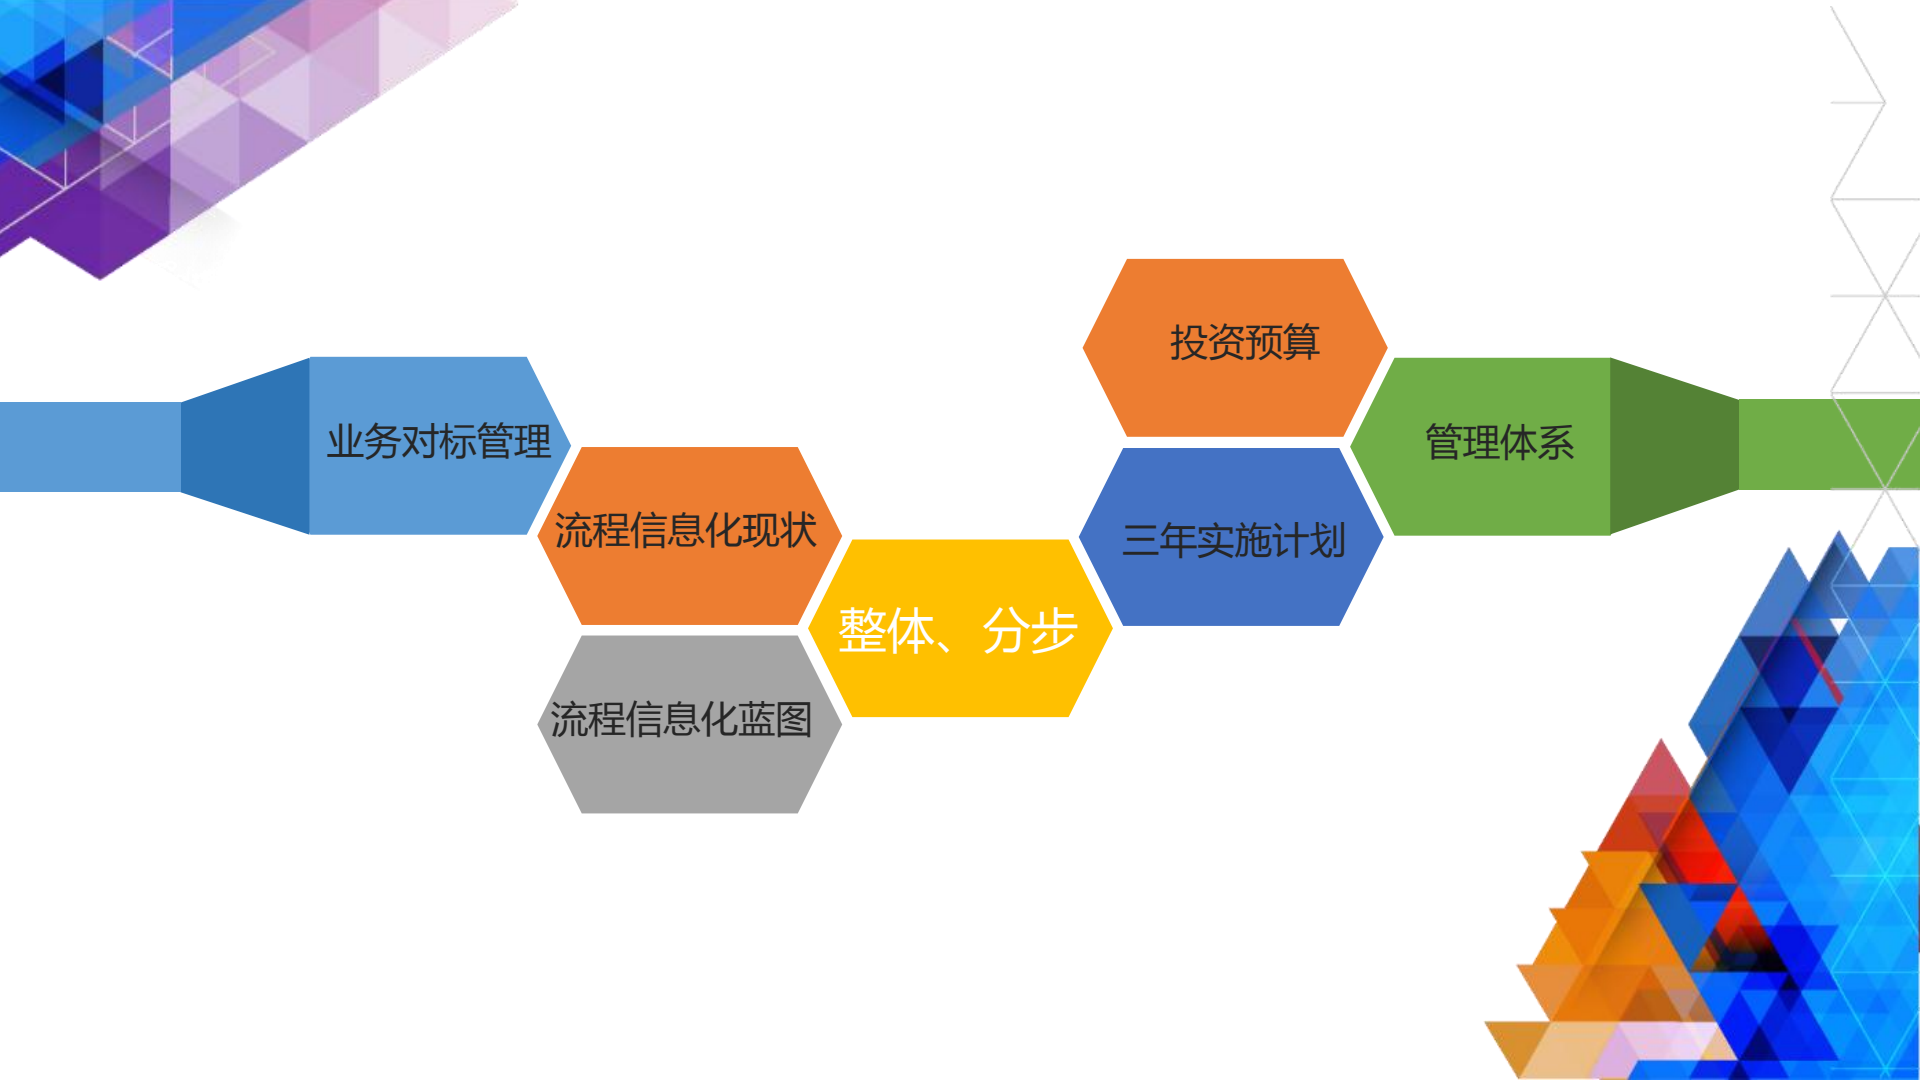 投资预算
业务对标管理
管理体系
流程信息化现状
三年实施计划
整体、分步
流程信息化蓝图